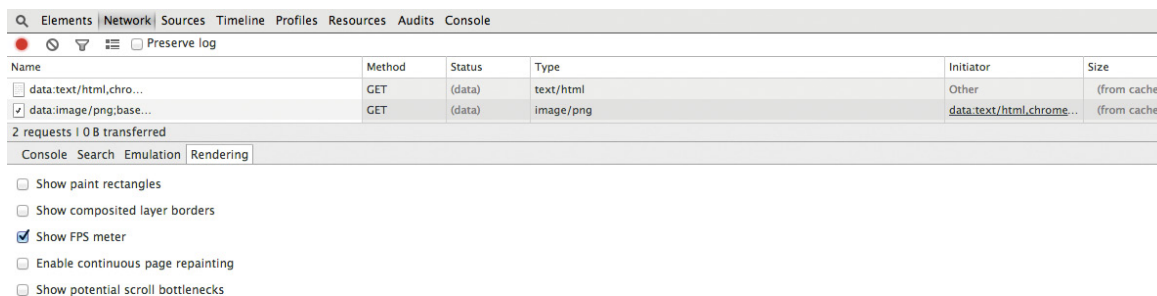 Elements Network Sources Timeline Profiles Resources Audits Console
Preserve log
Name Method Status Type Initiator Size
data:text/html,chro... GET (data) text/html Other (from cache
data:image/png;base... GET (data) image/png data:text/html,chrome... (from cache
2 requests I 0 B transferred
Console Search Emulation Rendering
Show paint rectangles
Show composited layer borders
Show FPS meter
Enable continuous page repainting
Show potential scroll bottlenecks